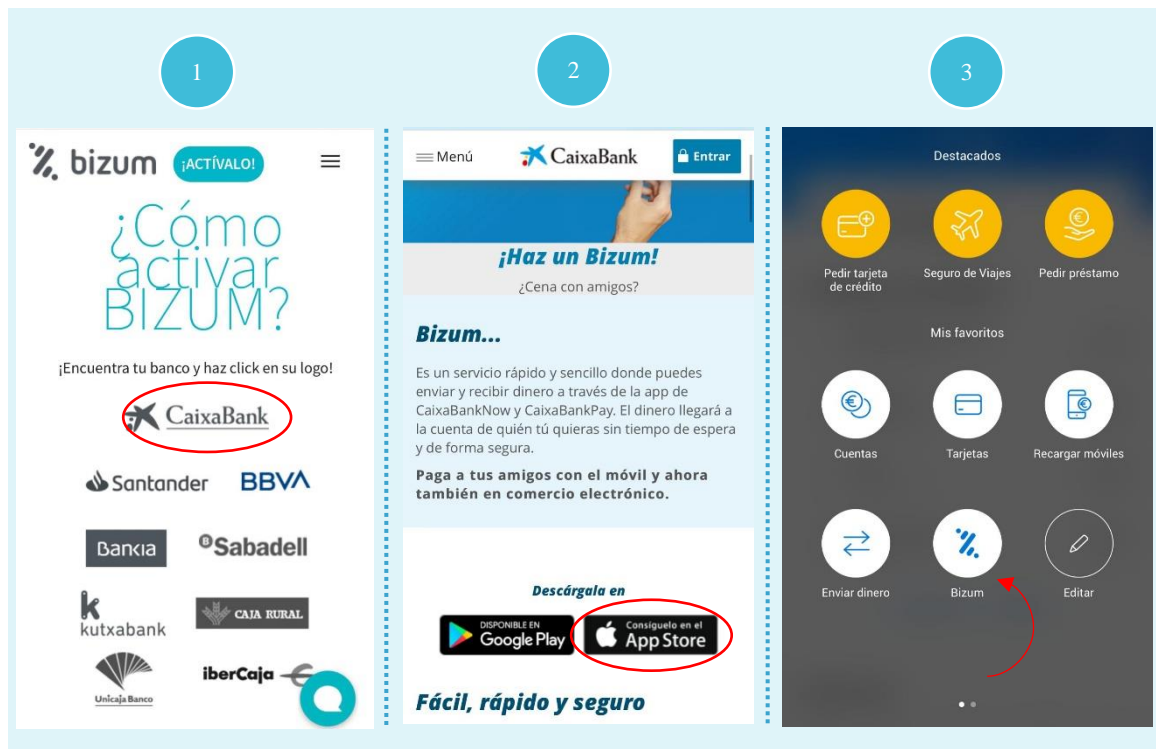 1
2
3
bizum ¡ACTÍVALO!
¿Cómo
activar
BIZUM?
¡Encuentra tu banco y haz click en su logo!
CaixaBank
Santander BBVA
Bankia Sabadell
kutxabank CAJA RURAL
Unicaja Banco iberCaja
Menú CaixaBank Entrar
¡Haz un Bizum!
¿Cena con amigos?
Bizum...
Es un servicio rápido y sencillo donde puedes
enviar y recibir dinero a través de la app de
CaixaBankNow y CaixaBankPay. El dinero llegará a
la cuenta de quién tú quieras sin tiempo de espera
y de forma segura.
Paga a tus amigos con el móvil y ahora
también en comercio electrónico.
Descárgala en
DISPONIBLE EN
Google Play
Consíguelo en el
App Store
Fácil, rápido y seguro
Destacados
Pedir tarjeta
de crédito
Seguro de Viajes
Pedir préstamo
Mis favoritos
Cuentas
Tarjetas
Recargar móviles
Enviar dinero
Bizum
Editar